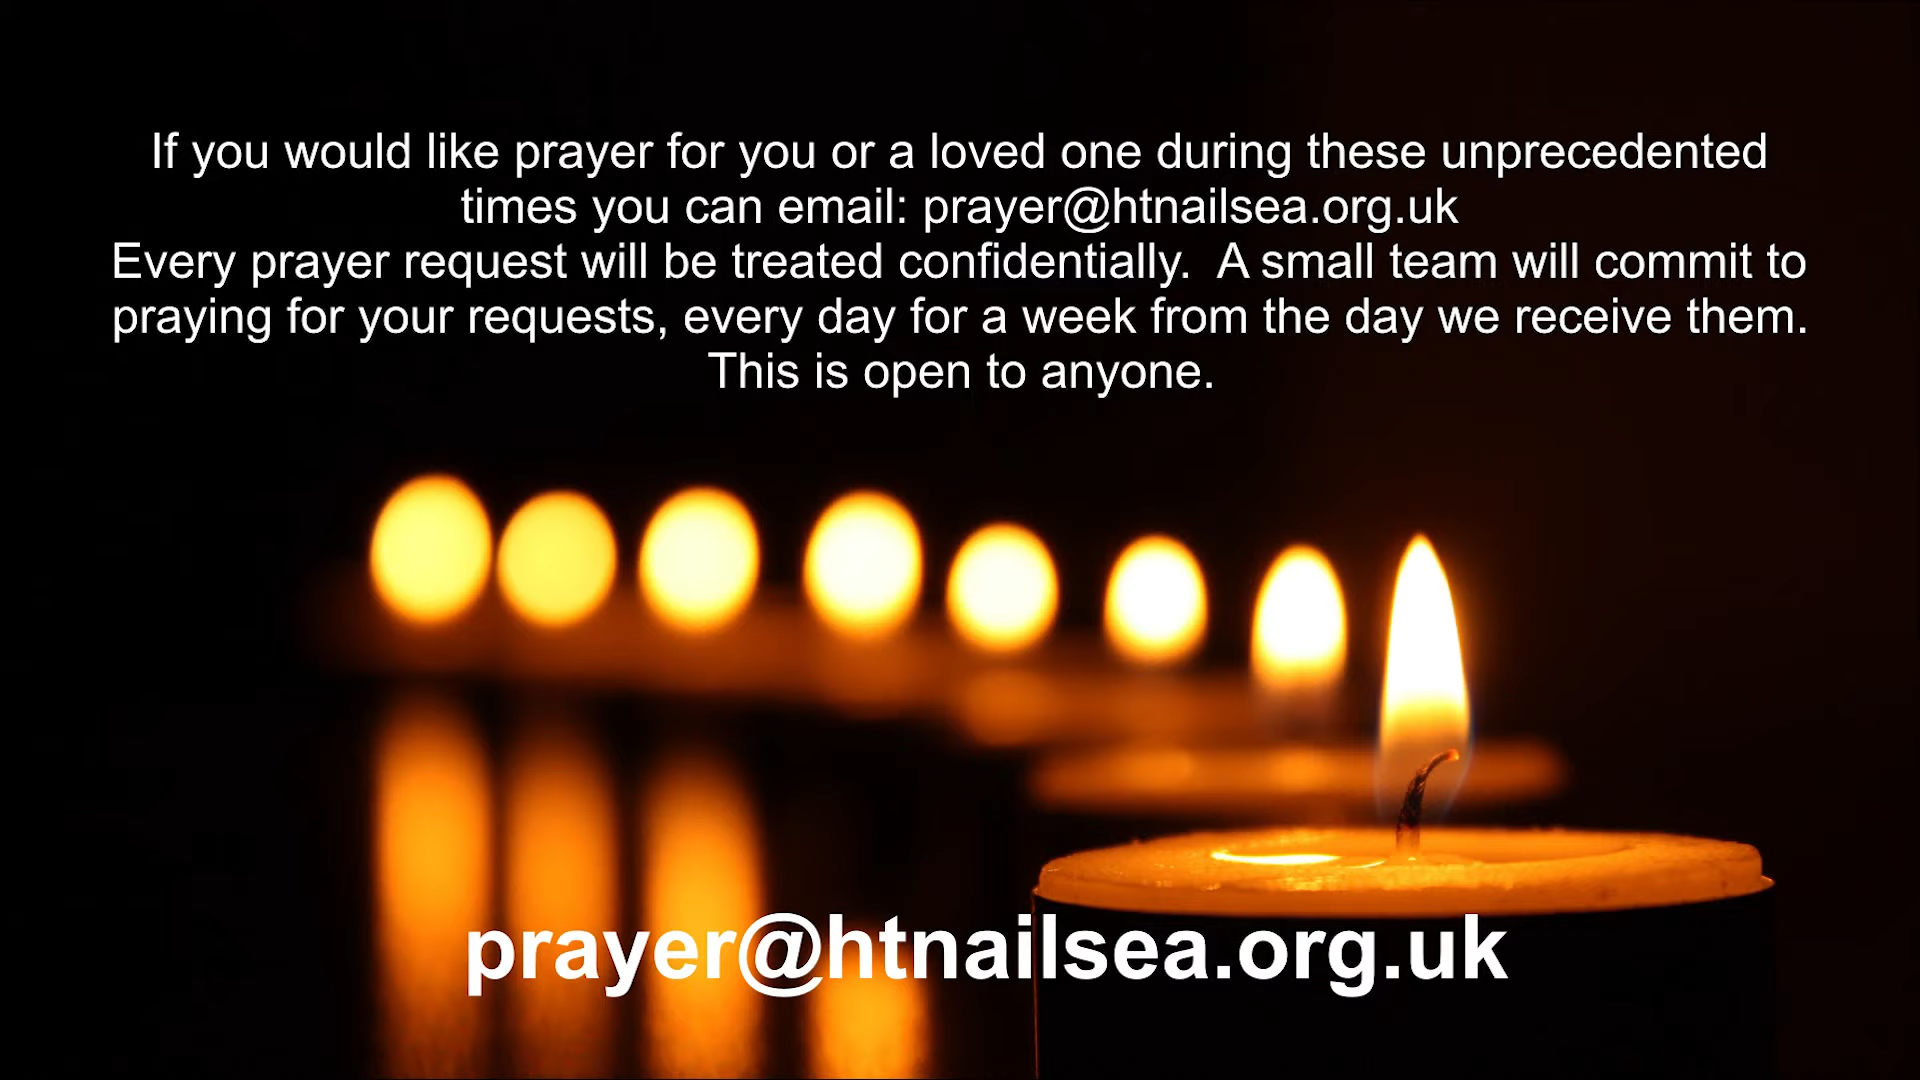 If you would like prayer for you or a loved one during these unprecedented
times you can email: prayer@htnailsea.org.uk
Every prayer request will be treated confidentially.  A small team will commit to
praying for your requests, every day for a week from the day we receive them.
This is open to anyone.
prayer@htnailsea.org.uk